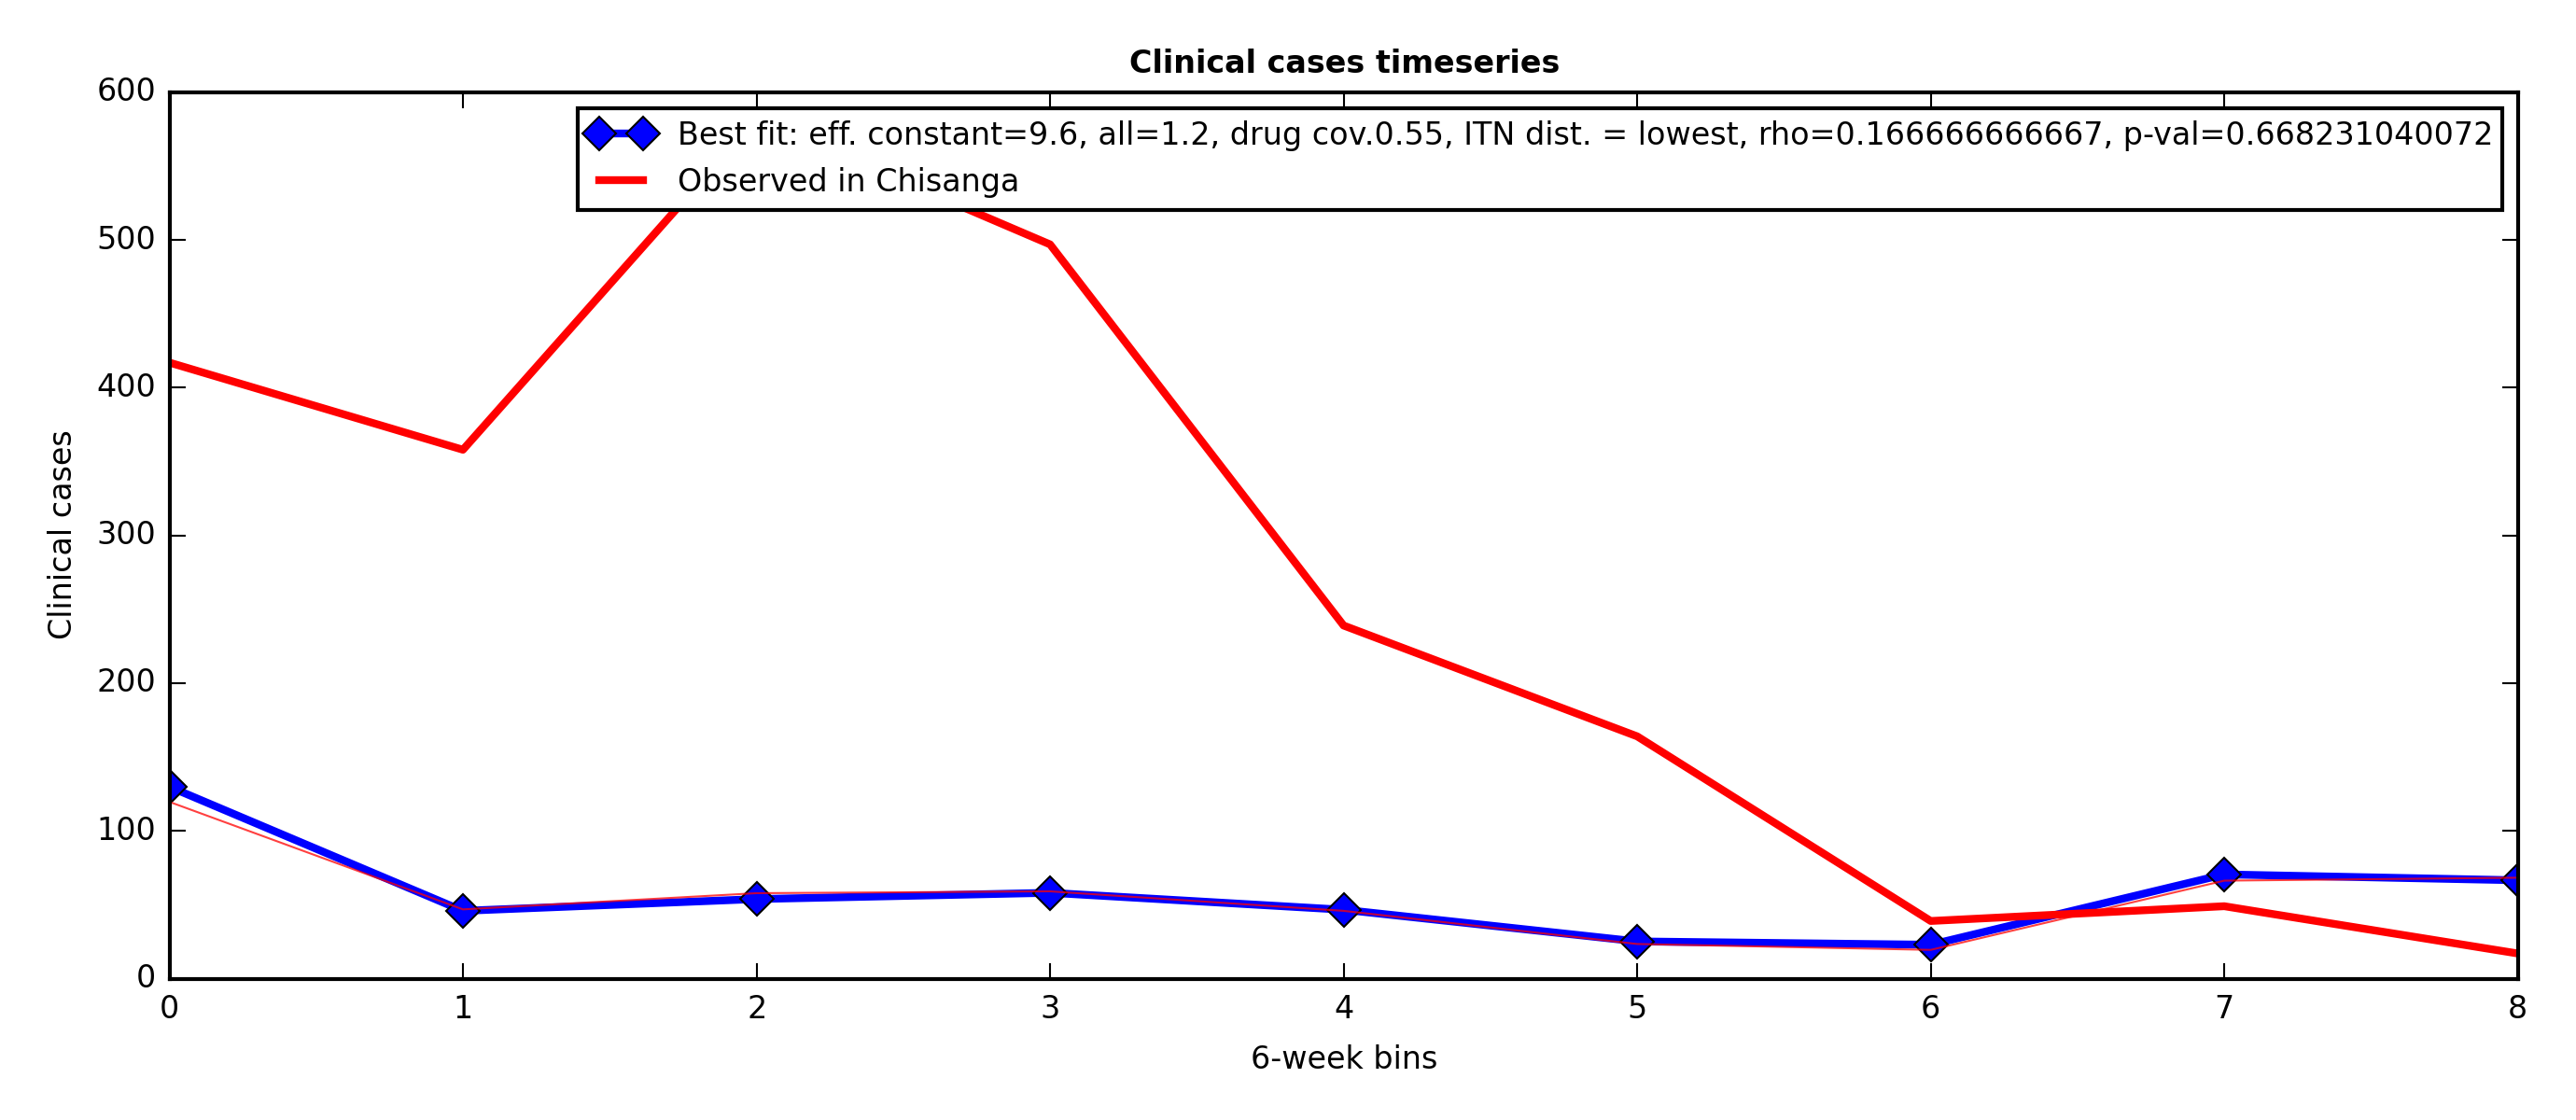 Clinical cases timeseries
600
Best fit: eff. constant=9.6, all=1.2, drug cov.0.55, ITN dist. = lowest, rho=0.166666666667, p-val=0.668231040072
Observed in Chisanga
500
400
300
200
100
0
Clinical cases
0 1 2 3 4 5 6 7 8
6-week bins